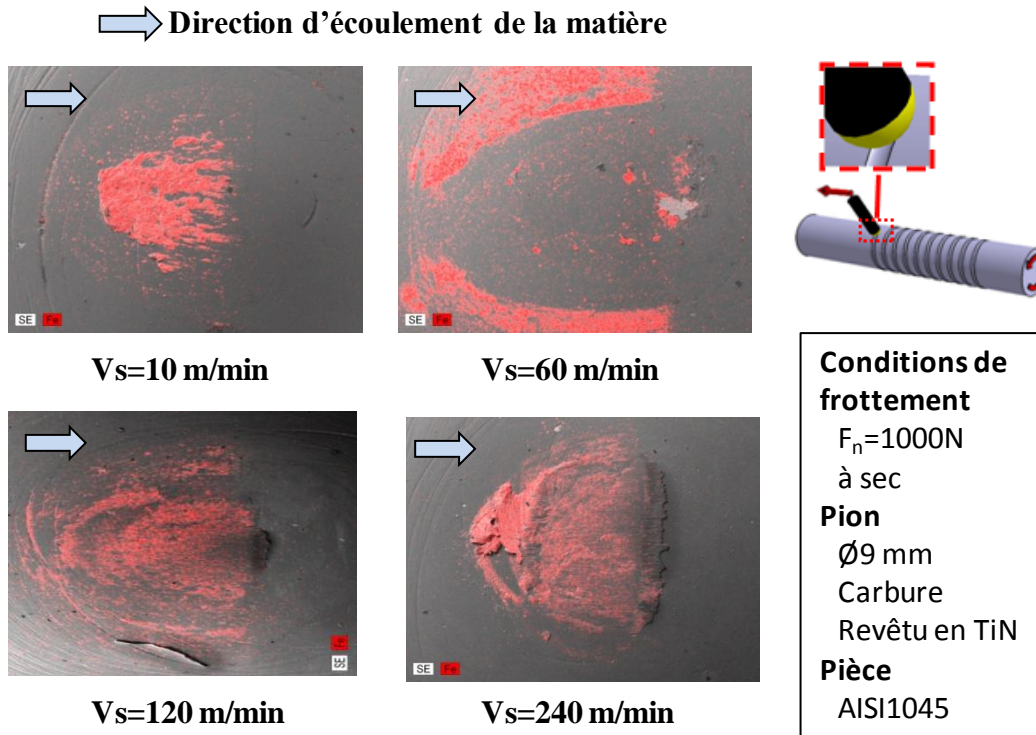 Direction d'écoulement de la matière
SE Fe
Vs=10 m/min
SE Fe
Vs=60 m/min
SE Fe
Vs=120 m/min
SE Fe
Vs=240 m/min
Conditions de
frottement
Fn=1000N
à sec
Pion
Ø9 mm
Carbure
Revêtu en TiN
Pièce
AISI1045